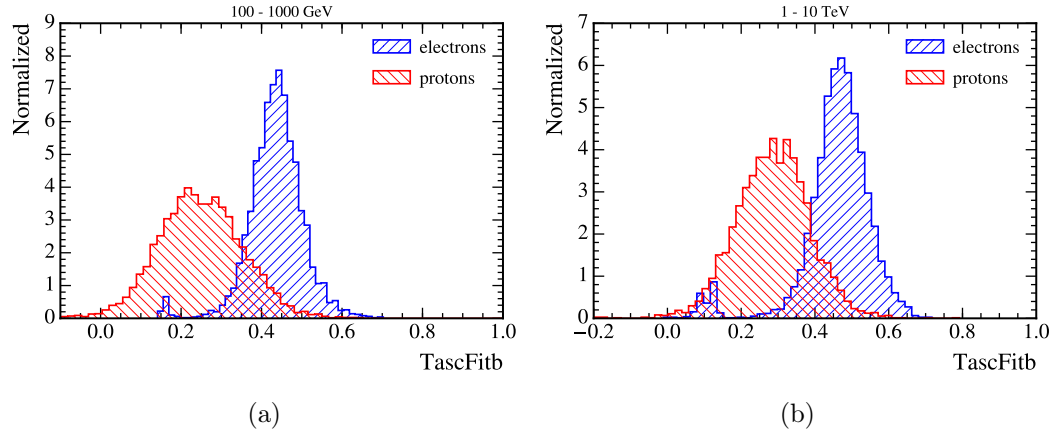 100 - 1000 GeV
Normalized
9
8
7
6
5
4
3
2
1
0
0.0 0.2 0.4 0.6 0.8 1.0
TascFitb
electrons
protons
(a)
1 - 10 TeV
Normalized
7
6
5
4
3
2
1
0
−0.2 0.0 0.2 0.4 0.6 0.8 1.0
TascFitb
electrons
protons
(b)